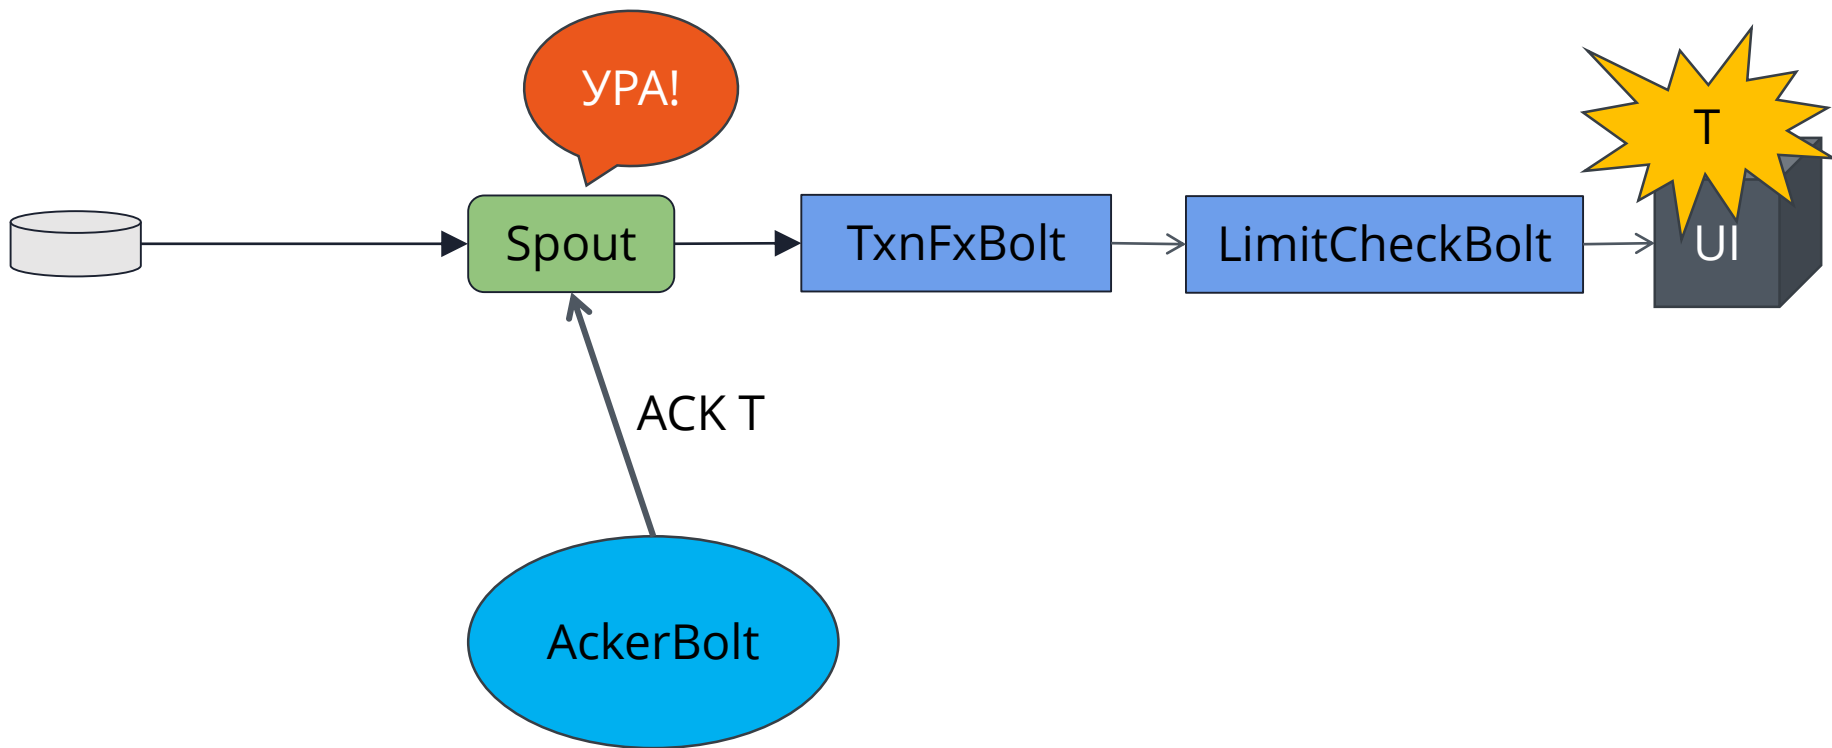 УРА!
T
Spout
TxnFxBolt
LimitCheckBolt
UI
ACK T
AckerBolt